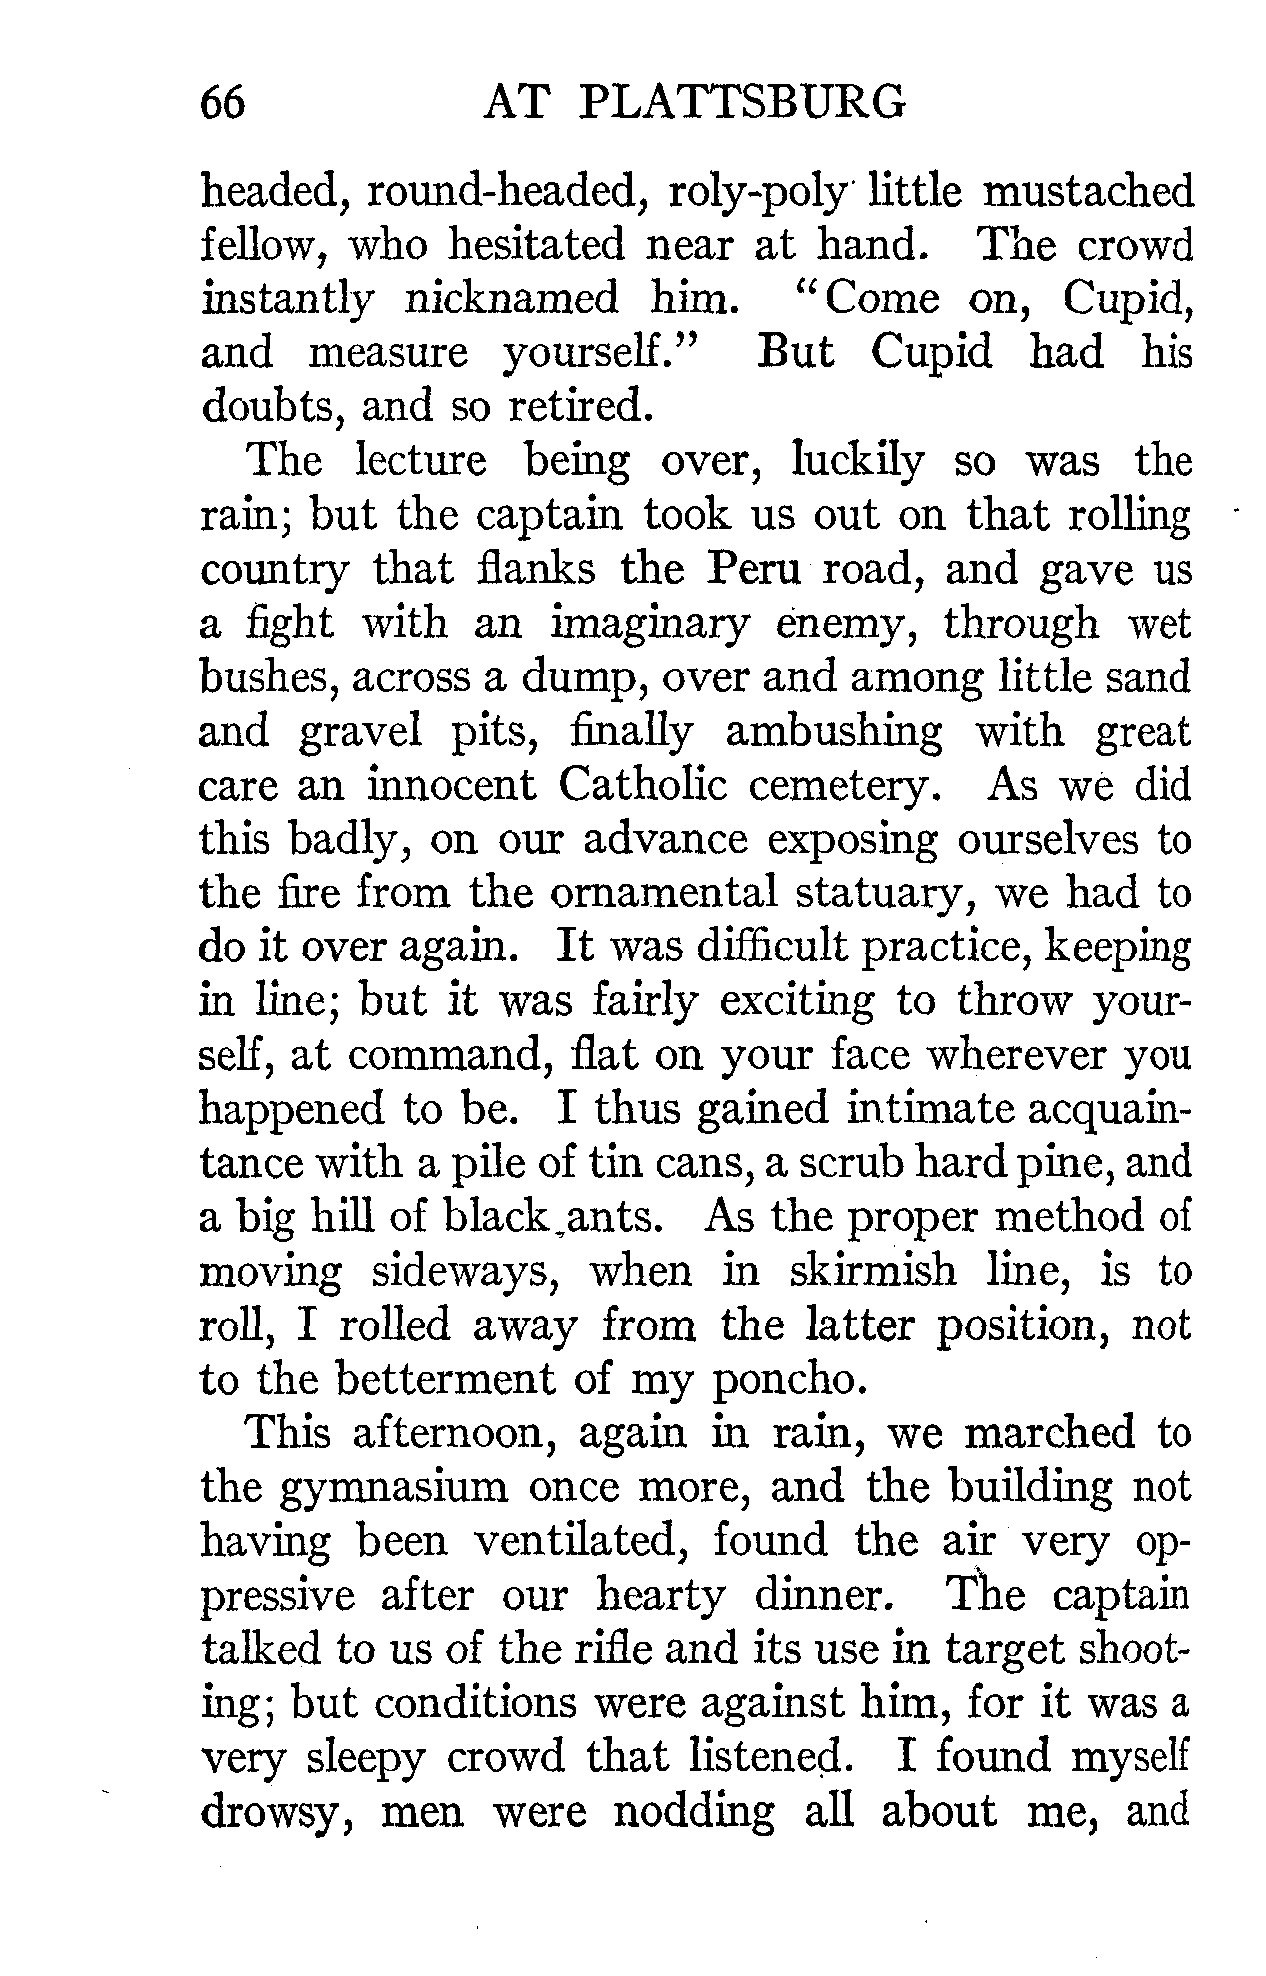 66 AT PLATTSBURG
headed, round-headed, roly-poly little mustached
fellow, who hesitated near at hand. The crowd
instantly nicknamed him. "Come on, Cupid,
and measure yourself." But Cupid had his
doubts, and so retired.
The lecture being over, luckily so was the
rain; but the captain took us out on that rolling
country that flanks the Peru road, and gave us
a fight with an imaginary enemy, through wet
bushes, across a dump, over and among little sand
and gravel pits, finally ambushing with great
care an innocent Catholic cemetery. As we did
this badly, on our advance exposing ourselves to
the fire from the ornamental statuary, we had to
do it over again. It was difficult practice, keeping
in line; but it was fairly exciting to throw your-
self, at command, flat on your face wherever you
happened to be. I thus gained intimate acquain-
tance with a pile of tin cans, a scrub hard pine, and
a big hill of black ants. As the proper method of
moving sideways, when in skirmish line, is to
roll, I rolled away from the latter position, not
to the betterment of my poncho.
This afternoon, again in rain, we marched to
the gymnasium once more, and the building not
having been ventilated, found the air very op-
pressive after our hearty dinner. The captain
talked to us of the rifle and its use in target shoot-
ing; but conditions were against him, for it was a
very sleepy crowd that listened. I found myself
drowsy, men were nodding all about me, and